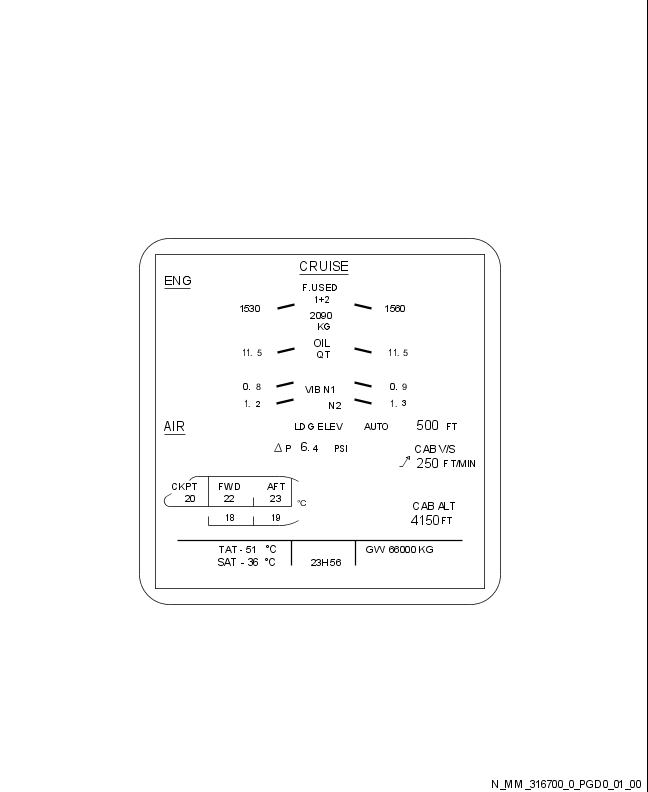 CRUISE
ENG
F.USED
1+2
1530 1560
2090
KG
OIL
11. 5 QT 11. 5
0. 8 VIB N1 0. 9
1. 2 N2 1. 3
AIR LDG ELEV AUTO 500 FT
ΔP 6. 4 PSI CAB V/S
250 FT/MIN
CKPT FWD AFT
20 22 23 °C
CAB ALT
18 19 4150 FT
TAT - 51 °C GW 66000 KG
SAT - 36 °C 23H56
N_MM_316700_0_PGD0_01_00